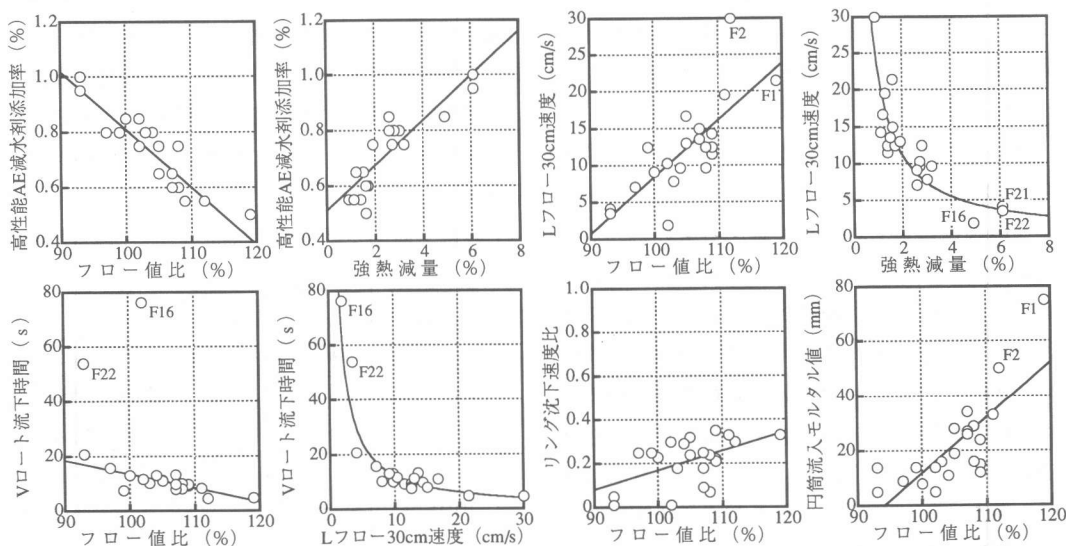 高性能AE減水剤添加率 (%)
1.2
1.0
0.8
0.6
0.4
90 100 110 120
フロー値比 (%)
高性能AE減水剤添加率 (%)
1.2
1.0
0.8
0.6
0.4
0 2 4 6 8
強熱減量 (%)
Lフロー30cm速度 (cm/s)
30
25
20
15
10
5
0
F2
F1
90 100 110 120
フロー値比 (%)
Lフロー30cm速度 (cm/s)
30
25
20
15
10
5
0
F21
F16
F22
0 2 4 6 8
強熱減量 (%)
Vロート流下時間 (s)
80
60
40
20
0
F16
F22
90 100 110 120
フロー値比 (%)
Vロート流下時間 (s)
80
60
40
20
0
F16
F22
0 10 20 30
Lフロー30cm速度 (cm/s)
リング沈下速度比
1.0
0.8
0.6
0.4
0.2
0.0
90 100 110 120
フロー値比 (%)
円筒流入モルタル値 (mm)
80
60
40
20
0
F1
F2
90 100 110 120
フロー値比 (%)